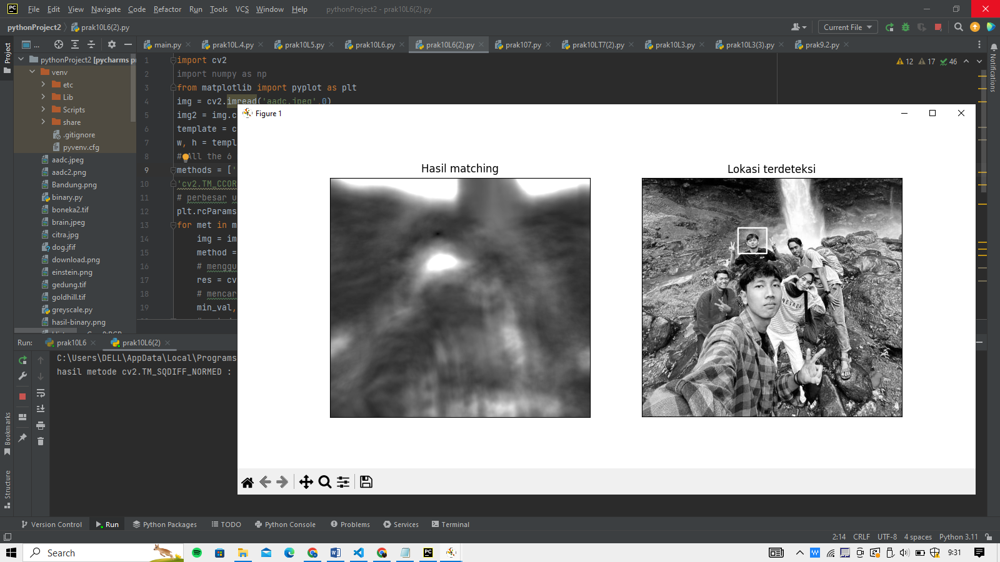 File Edit View Navigate Code Refactor Run Tools VCS Window Help pythonProject2 - prak10L6(2).py
pythonProject2 prak10L6(2).py Current File
Project
...
main.py prak10L.4.py prak10L5.py prak10L6.py prak10L6(2).py prak107.py prak10LT7(2).py prak10L3.py prak10L3(3).py prak9.2.py
Notifications
pythonProject2 [pycharms pr
venv
etc
Lib
Scripts
share
.gitignore
pyvenv.cfg
aadc.jpeg
aadc2.png
Bandung.png
binary.py
boneka2.tif
brain.jpeg
citra.jpg
dog.jfif
download.png
einstein.png
gedung.tif
goldhill.tif
greyscale.py
hasil-binary.png
12 17 46
1 import cv2
2 import numpy as np
3 from matplotlib import pyplot as plt
4 img = cv2.imread('aadc.jpeg',0)
5 img2 = img.c
6 template = c
7 w, h = templ
8 # All the 6
9 methods = ['
10 'cv2.TM_CCOR
11 # perbesar u
12 plt.rcParams
13 for met in m
14 img = im
15 method =
16 # menggu
17 res = cv
18 # mencar
19 min_val,
Figure 1
Hasil matching
Lokasi terdeteksi
NEVADA
Run: prak10L6 prak10L6(2)
C:\Users\DELL\AppData\Local\Programs
hasil metode cv2.TM_SQDIFF_NORMED :
Bookmarks
Structure
Version Control Run Python Packages TODO Python Console Problems Services Terminal
2:14 CRLF UTF-8 4 spaces Python 3.11
Search
9:31